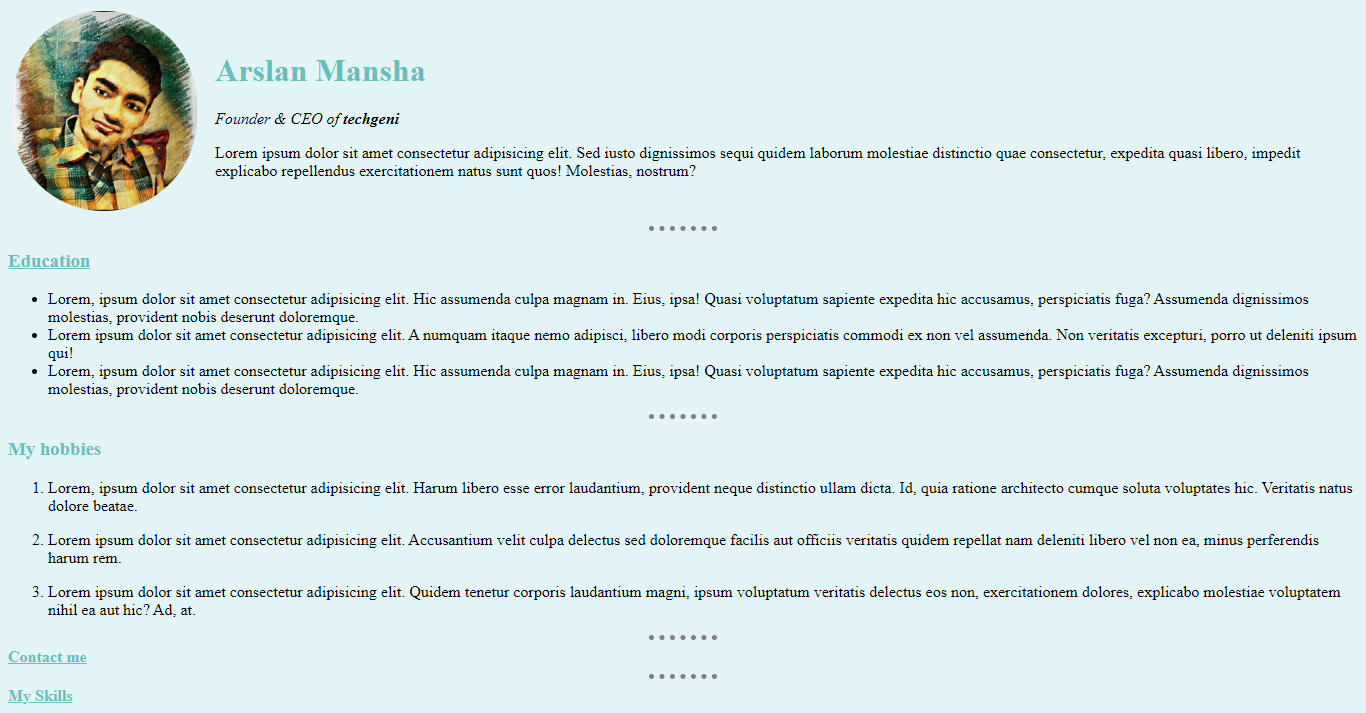 Arslan Mansha
Founder & CEO of techgeni
Lorem ipsum dolor sit amet consectetur adipisicing elit. Sed iusto dignissimos sequi quidem laborum molestiae distinctio quae consectetur, expedita quasi libero, impedit
explicabo repellendus exercitationem natus sunt quos! Molestias, nostrum?
Education
• Lorem, ipsum dolor sit amet consectetur adipisicing elit. Hic assumenda culpa magnam in. Eius, ipsa! Quasi voluptatum sapiente expedita hic accusamus, perspiciatis fuga? Assumenda dignissimos
molestias, provident nobis deserunt doloremque.
• Lorem ipsum dolor sit amet consectetur adipisicing elit. A numquam itaque nemo adipisci, libero modi corporis perspiciatis commodi ex non vel assumenda. Non veritatis excepturi, porro ut deleniti ipsum
qui!
• Lorem, ipsum dolor sit amet consectetur adipisicing elit. Hic assumenda culpa magnam in. Eius, ipsa! Quasi voluptatum sapiente expedita hic accusamus, perspiciatis fuga? Assumenda dignissimos
molestias, provident nobis deserunt doloremque.
My hobbies
1. Lorem, ipsum dolor sit amet consectetur adipisicing elit. Harum libero esse error laudantium, provident neque distinctio ullam dicta. Id, quia ratione architecto cumque soluta voluptates hic. Veritatis natus
dolore beatae.
2. Lorem ipsum dolor sit amet consectetur adipisicing elit. Accusantium velit culpa delectus sed doloremque facilis aut officiis veritatis quidem repellat nam deleniti libero vel non ea, minus perferendis
harum rem.
3. Lorem ipsum dolor sit amet consectetur adipisicing elit. Quidem tenetur corporis laudantium magni, ipsum voluptatum veritatis delectus eos non, exercitationem dolores, explicabo molestiae voluptatem
nihil ea aut hic? Ad, at.
Contact me
My Skills